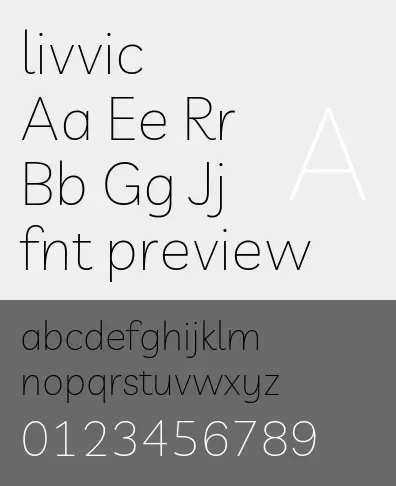 livvic
Aa Ee Rr
A
Bb Gg Jj
fnt preview
abcdefghijklm
nopqrstuvwxyz
0123456789